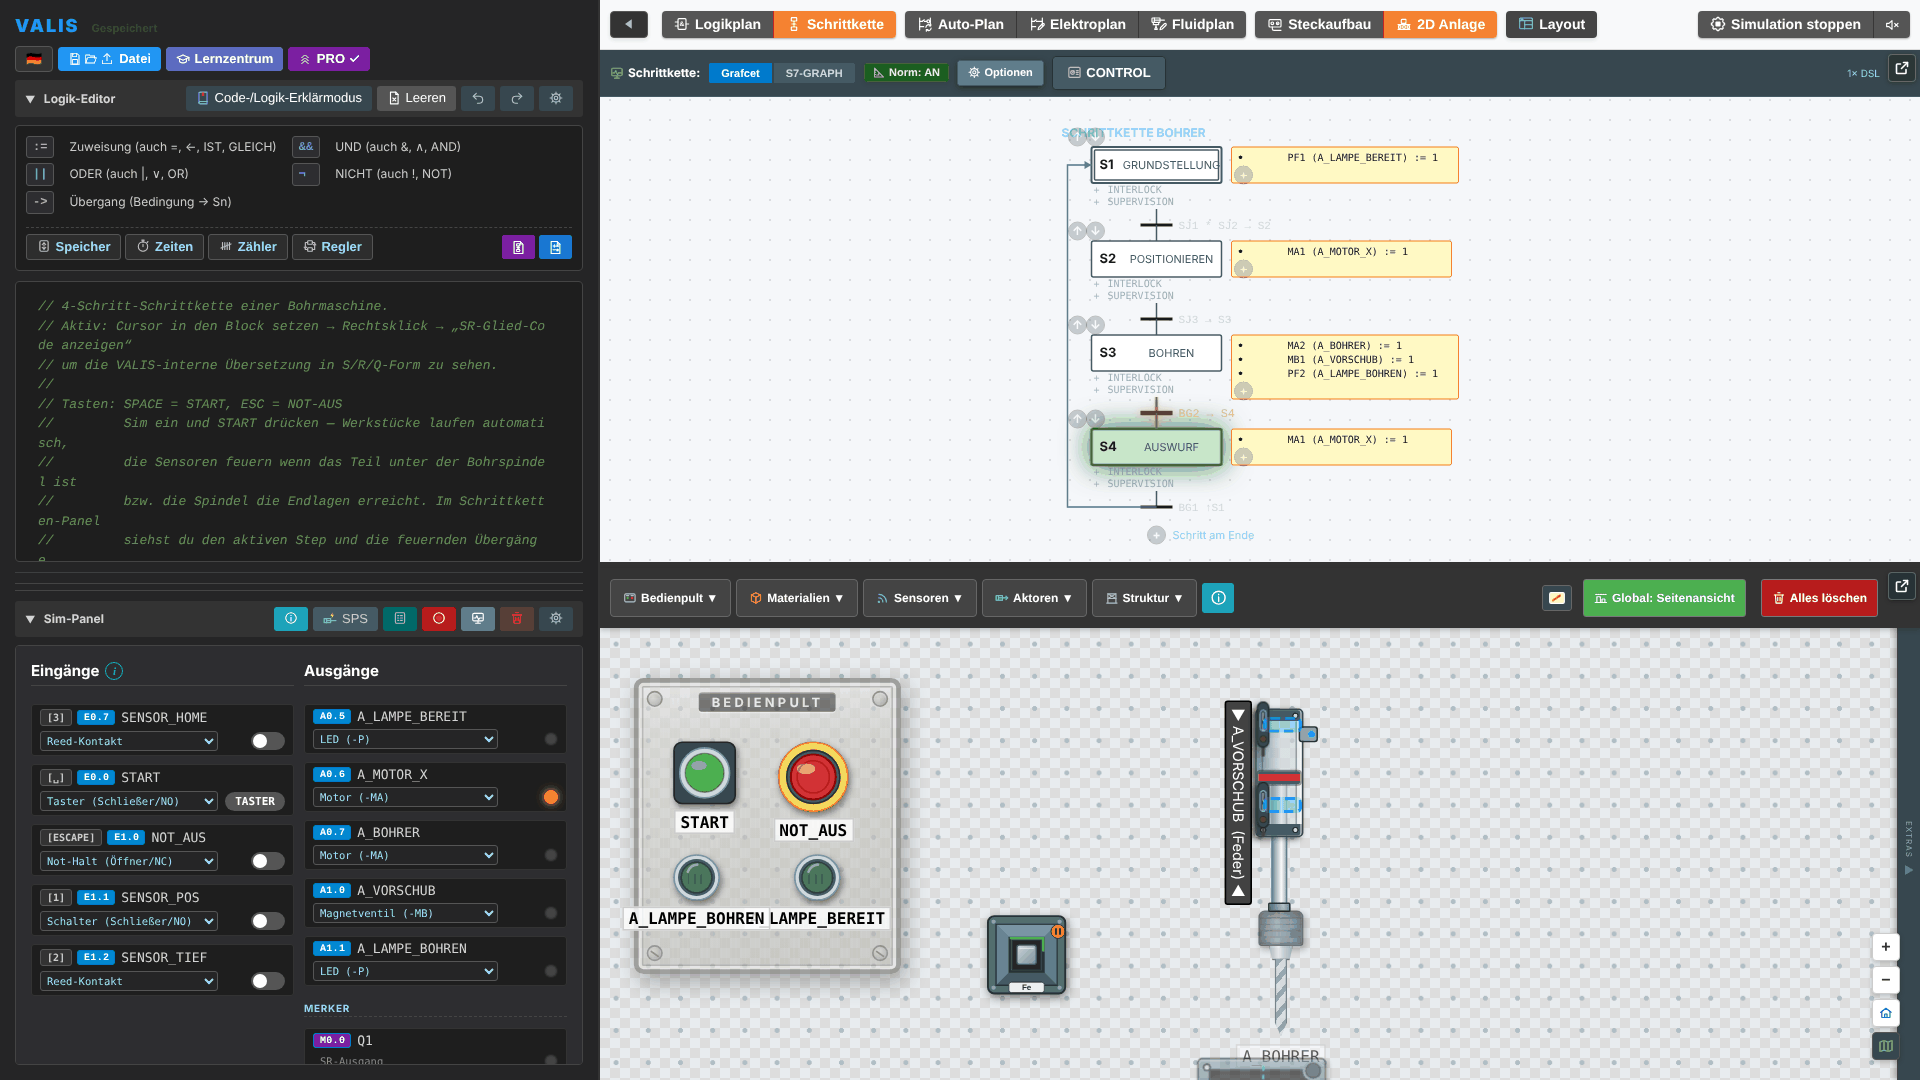 VALIS Gespeichert
Datei Lernzentrum PRO
Logik-Editor Code-/Logik-Erklärmodus Leeren
:= Zuweisung (auch =, ←, IST, GLEICH) && UND (auch &, ∧, AND)
|| ODER (auch |, ∨, OR) ¬ NICHT (auch !, NOT)
-> Übergang (Bedingung → Sn)
Speicher Zeiten Zähler Regler
// 4-Schritt-Schrittkette einer Bohrmaschine.
// Aktiv: Cursor in den Block setzen → Rechtsklick → „SR-Glied-Co
de anzeigen“
// um die VALIS-interne Übersetzung in S/R/Q-Form zu sehen.
//
// Tasten: SPACE = START, ESC = NOT-AUS
// Sim ein und START drücken — Werkstücke laufen automati
sch,
// die Sensoren feuern wenn das Teil unter der Bohrspinde
l ist
// bzw. die Spindel die Endlagen erreicht. Im Schrittkett
en-Panel
// siehst du den aktiven Step und die feuernden Übergäng
e
Sim-Panel SPS
Eingänge i
[3] E0.7 SENSOR_HOME
Reed-Kontakt
[␣] E0.0 START
Taster (Schließer/NO) TASTER
[ESCAPE] E1.0 NOT_AUS
Not-Halt (Öffner/NC)
[1] E1.1 SENSOR_POS
Schalter (Schließer/NO)
[2] E1.2 SENSOR_TIEF
Reed-Kontakt
Ausgänge
A0.5 A_LAMPE_BEREIT
LED (-P)
A0.6 A_MOTOR_X
Motor (-MA)
A0.7 A_BOHRER
Motor (-MA)
A1.0 A_VORSCHUB
Magnetventil (-MB)
A1.1 A_LAMPE_BOHREN
LED (-P)
MERKER
M0.0 Q1
SR-Ausgang
Logikplan Schrittkette Auto-Plan Elektroplan Fluidplan Steckaufbau 2D Anlage Layout Simulation stoppen
Schrittkette: Grafcet S7-GRAPH Norm: AN Optionen CONTROL 1× DSL
SCHRITTKETTE BOHRER
S1 GRUNDSTELLUNG • PF1 (A_LAMPE_BEREIT) := 1
+ INTERLOCK
+ SUPERVISION
SJ1 ∧ SJ2 → S2
S2 POSITIONIEREN • MA1 (A_MOTOR_X) := 1
+ INTERLOCK
+ SUPERVISION
SJ3 → S3
S3 BOHREN • MA2 (A_BOHRER) := 1
• MB1 (A_VORSCHUB) := 1
• PF2 (A_LAMPE_BOHREN) := 1
+ INTERLOCK
+ SUPERVISION
BG2 → S4
S4 AUSWURF • MA1 (A_MOTOR_X) := 1
+ INTERLOCK
+ SUPERVISION
BG1 ↑S1
+ Schritt am Ende
Bedienpult ▼ Materialien ▼ Sensoren ▼ Aktoren ▼ Struktur ▼ Global: Seitenansicht Alles löschen
BEDIENPULT
START NOT_AUS
A_LAMPE_BOHREN LAMPE_BEREIT
Fe
◀ A_VORSCHUB (Feder) ▶
A_BOHRER
EXTRAS
+
−